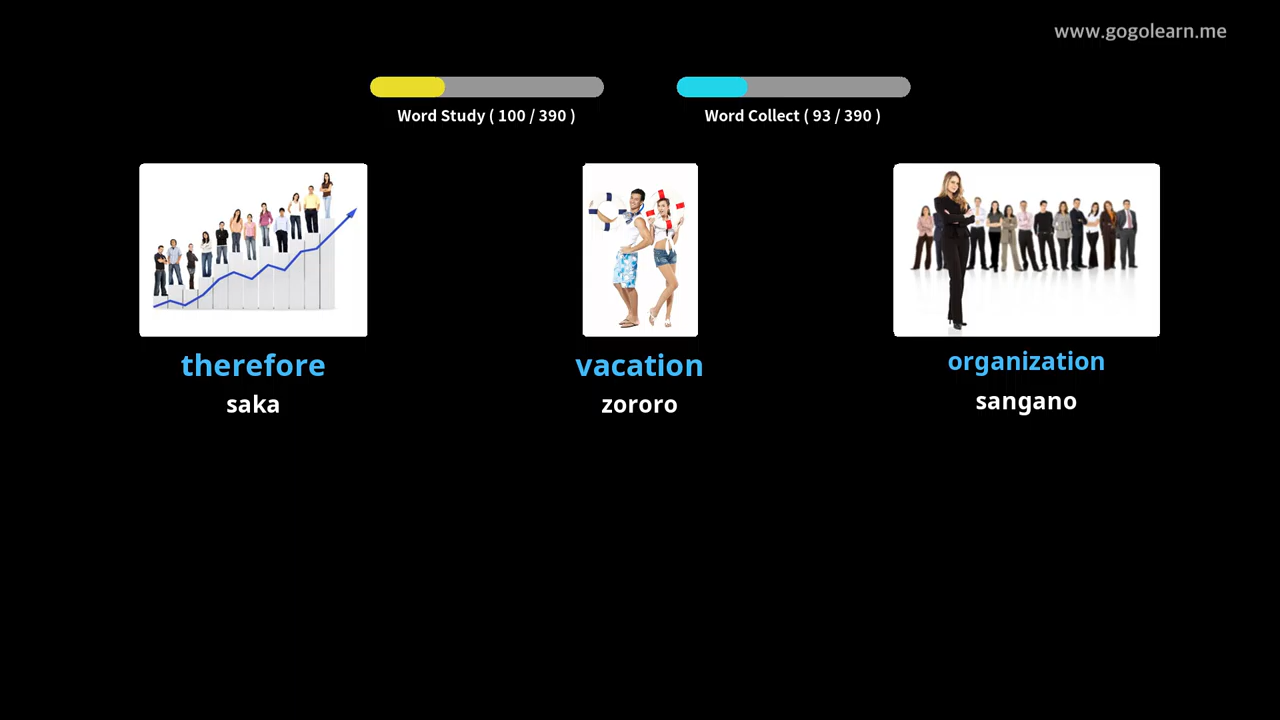 www.gogolearn.me
Word Study ( 100 / 390 )
Word Collect ( 93 / 390 )
therefore
saka
vacation
zororo
organization
sangano